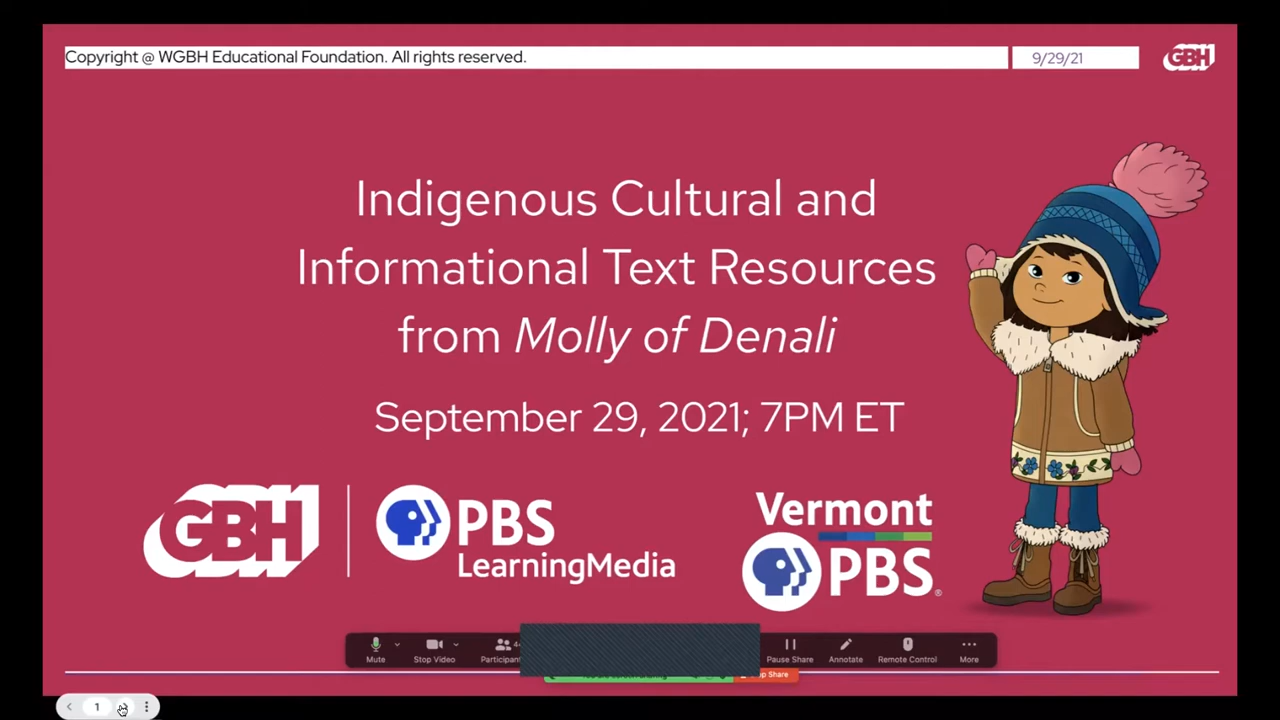 Copyright @ WGBH Educational Foundation. All rights reserved.
9/29/21
GBH
Indigenous Cultural and
Informational Text Resources
from Molly of Denali
September 29, 2021; 7PM ET
GBH
PBS
LearningMedia
Vermont
PBS®
Mute
Stop Video
Pause Share
Annotate
Remote Control
More
Share
1